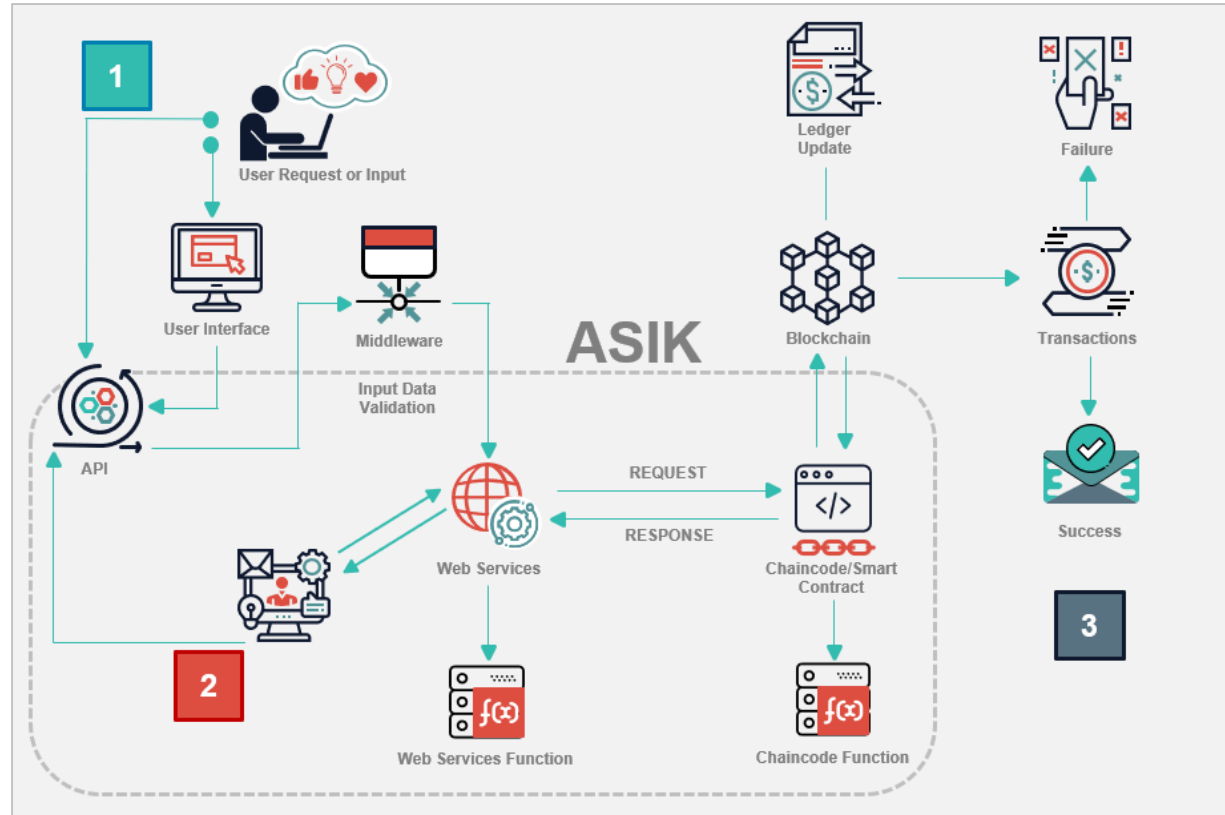 1
User Request or Input
Ledger
Update
Failure
User Interface
Middleware
Blockchain
Transactions
ASIK
Input Data
Validation
API
REQUEST
RESPONSE
Web Services
Chaincode/Smart
Contract
Success
2
3
f(x)
f(x)
Web Services Function
Chaincode Function